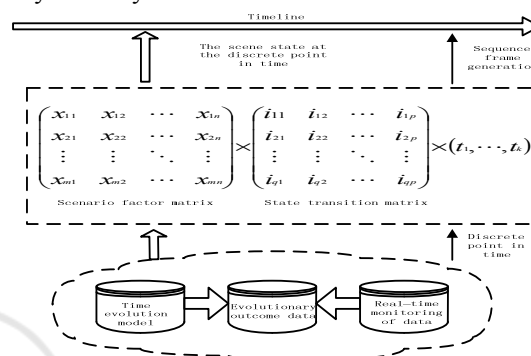 Timeline
The scene state at
the discrete point
in time
Sequence
frame
generation
x11 x12 ⋯ x1n
x21 x22 ⋯ x2n
⋮ ⋮ ⋱ ⋮
xm1 xm2 ⋯ xmn
×
i11 i12 ⋯ i1p
i21 i22 ⋯ i2p
⋮ ⋮ ⋱ ⋮
iq1 iq2 ⋯ iqp
×(t1,⋯,tk)
Scenario factor matrix
State transition matrix
Discrete
point in
time
Time
evolution
model
Evolutionary
outcome data
Real-time
monitoring
of data